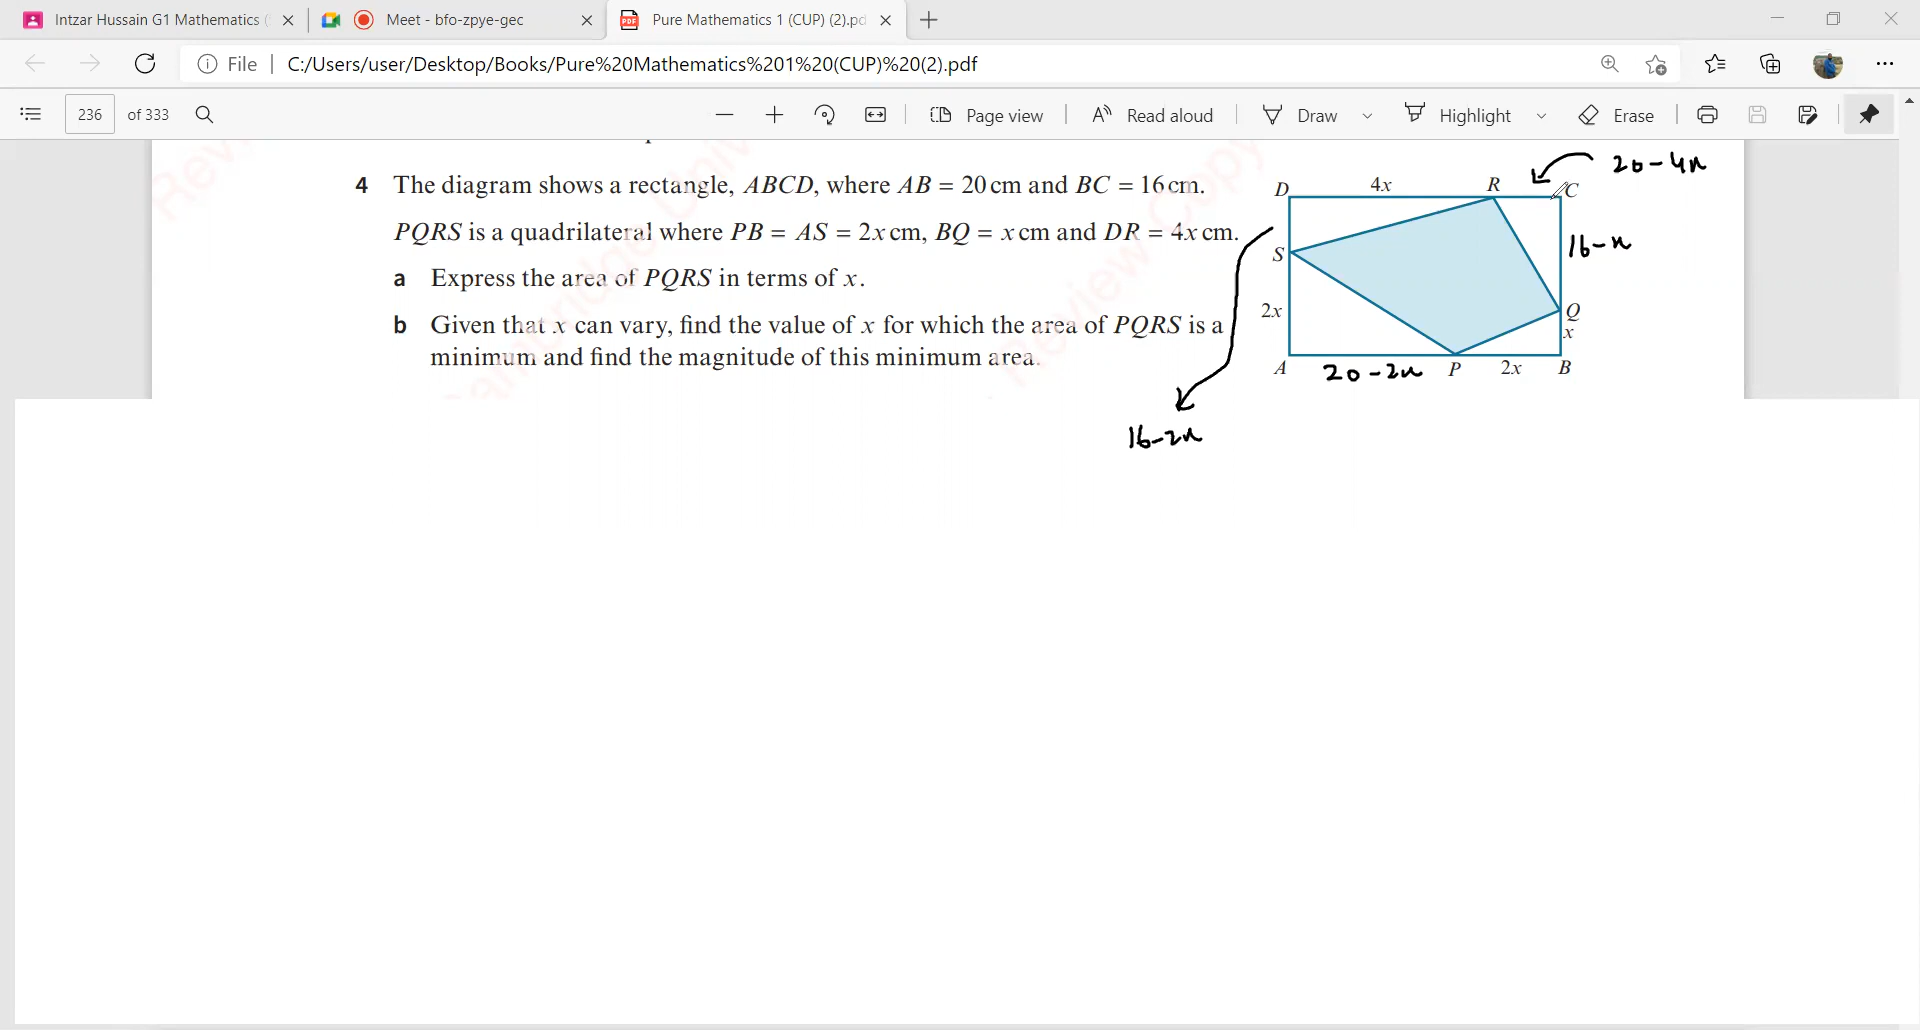 Intzar Hussain G1 Mathematics (
Meet - bfo-zpye-gec
Pure Mathematics 1 (CUP) (2).pd
File
C:/Users/user/Desktop/Books/Pure%20Mathematics%201%20(CUP)%20(2).pdf
236 of 333
Page view
Read aloud
Draw
Highlight
Erase
4 The diagram shows a rectangle, ABCD, where AB = 20 cm and BC = 16 cm.
PQRS is a quadrilateral where PB = AS = 2x cm, BQ = x cm and DR = 4x cm.
a Express the area of PQRS in terms of x.
b Given that x can vary, find the value of x for which the area of PQRS is a
minimum and find the magnitude of this minimum area.
20-4x
D 4x R C
16-x
S
2x Q
x
A 20-2x P 2x B
16-2x
Review Copy